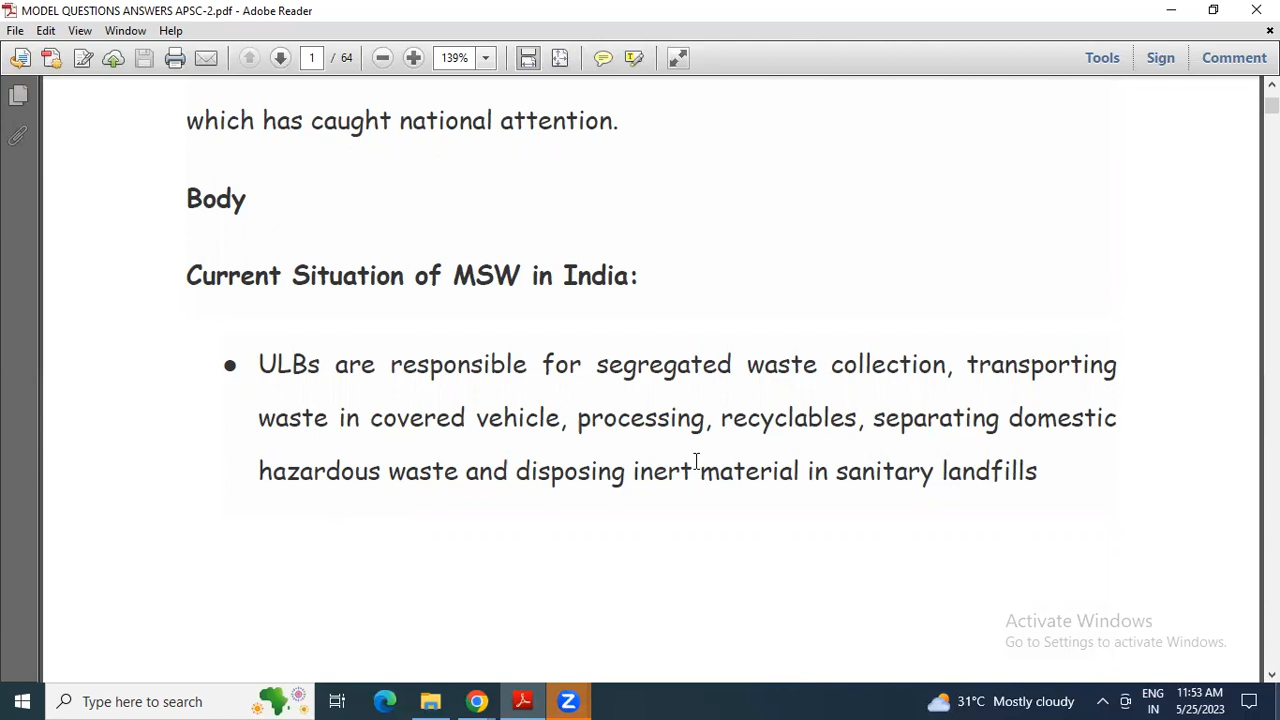 MODEL QUESTIONS ANSWERS APSC-2.pdf - Adobe Reader
File Edit View Window Help
1 / 64 139% Tools Sign Comment
which has caught national attention.
Body
Current Situation of MSW in India:
● ULBs are responsible for segregated waste collection, transporting
waste in covered vehicle, processing, recyclables, separating domestic
hazardous waste and disposing inert material in sanitary landfills
Activate Windows
Go to Settings to activate Windows.
Type here to search
31°C Mostly cloudy
ENG
IN
11:53 AM
5/25/2023